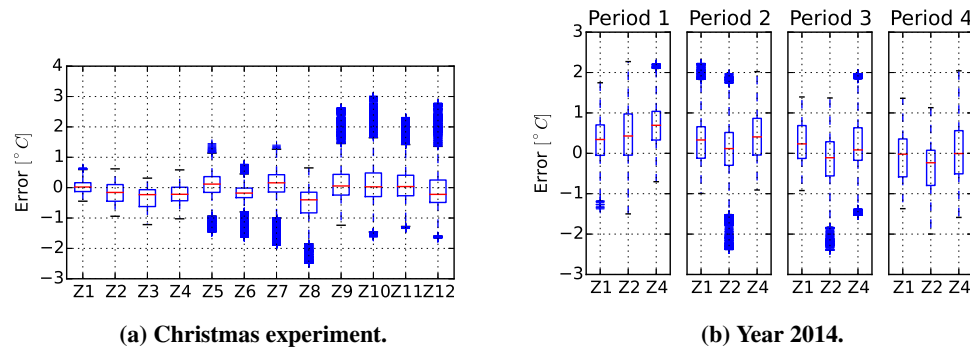 Period 1 Period 2 Period 3 Period 4
4
3
2
1
0
−1
−2
−3
Error [°C]
Z1 Z2 Z3 Z4 Z5 Z6 Z7 Z8 Z9 Z10 Z11 Z12
(a) Christmas experiment.
3
2
1
0
−1
−2
−3
Error [°C]
Z1 Z2 Z4 Z1 Z2 Z4 Z1 Z2 Z4 Z1 Z2 Z4
(b) Year 2014.